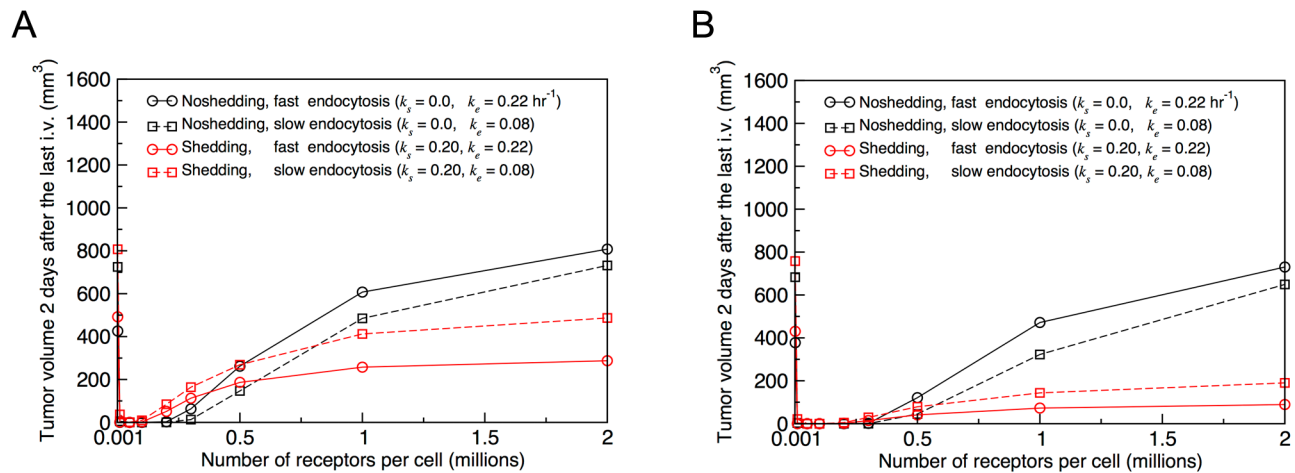 A
Tumor volume 2 days after the last i.v. (mm³)
1600
1400
1200
1000
800
600
400
200
0
Noshedding, fast endocytosis (kₛ = 0.0, kₑ = 0.22 hr⁻¹)
Noshedding, slow endocytosis (kₛ = 0.0, kₑ = 0.08)
Shedding, fast endocytosis (kₛ = 0.20, kₑ = 0.22)
Shedding, slow endocytosis (kₛ = 0.20, kₑ = 0.08)
0.001 0.5 1 1.5 2
Number of receptors per cell (millions)
B
Tumor volume 2 days after the last i.v. (mm³)
1600
1400
1200
1000
800
600
400
200
0
Noshedding, fast endocytosis (kₛ = 0.0, kₑ = 0.22 hr⁻¹)
Noshedding, slow endocytosis (kₛ = 0.0, kₑ = 0.08)
Shedding, fast endocytosis (kₛ = 0.20, kₑ = 0.22)
Shedding, slow endocytosis (kₛ = 0.20, kₑ = 0.08)
0.001 0.5 1 1.5 2
Number of receptors per cell (millions)